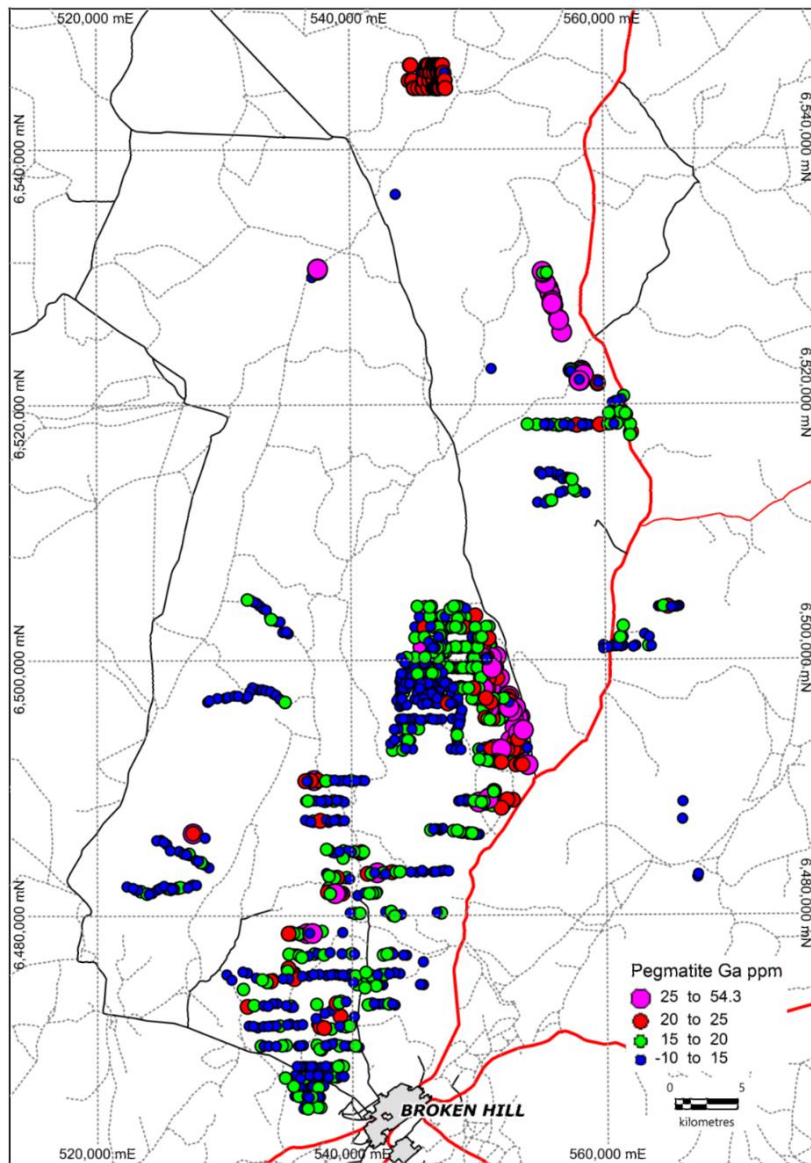 520,000 mE
540,000 mE
560,000 mE
6,540,000 mN
6,540,000 mN
6,520,000 mN
6,520,000 mN
6,500,000 mN
6,500,000 mN
6,480,000 mN
6,480,000 mN
Pegmatite Ga ppm
25 to 54.3
20 to 25
15 to 20
-10 to 15
0 5
kilometres
BROKEN HILL
520,000 mE
540,000 mE
560,000 mE